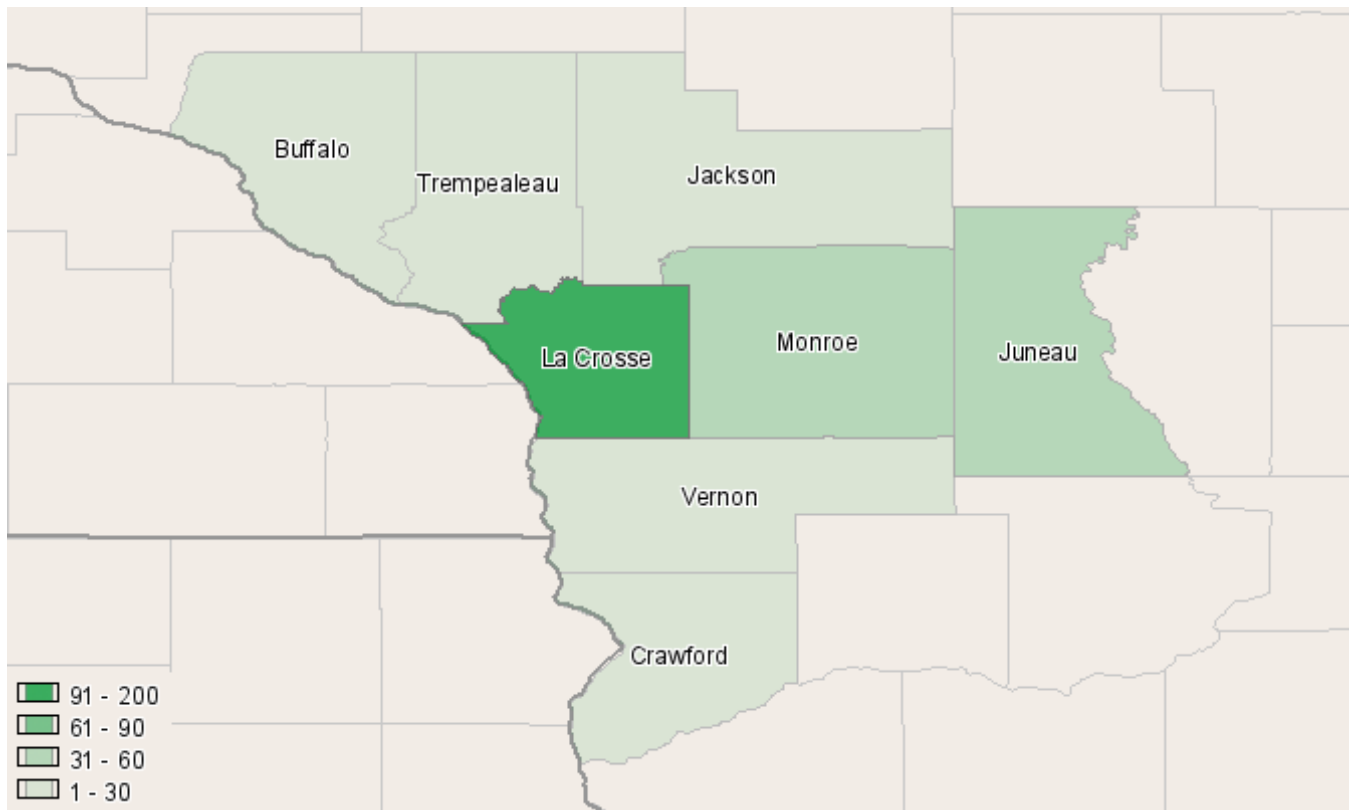 Buffalo
Trempealeau
Jackson
La Crosse
Monroe
Juneau
Vernon
Crawford
91 - 200
61 - 90
31 - 60
1 - 30